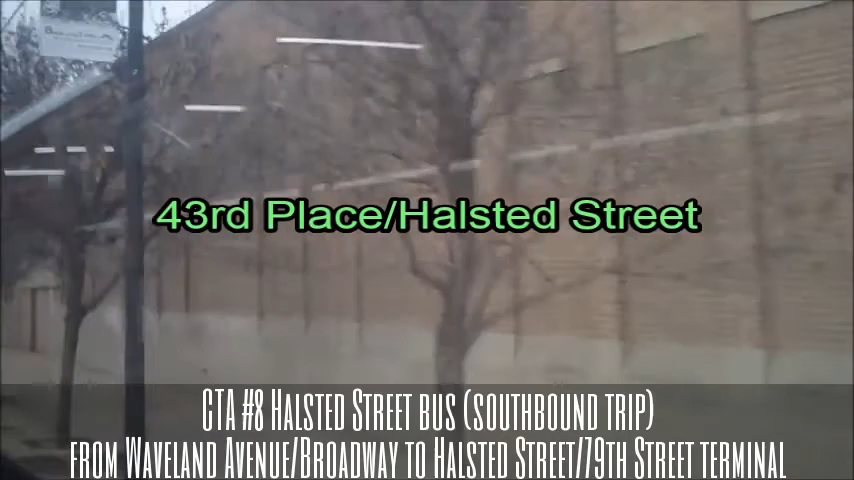 43rd Place/Halsted Street
CTA #8 Halsted Street bus (southbound trip)
from Waveland Avenue/Broadway to Halsted Street/79th Street terminal